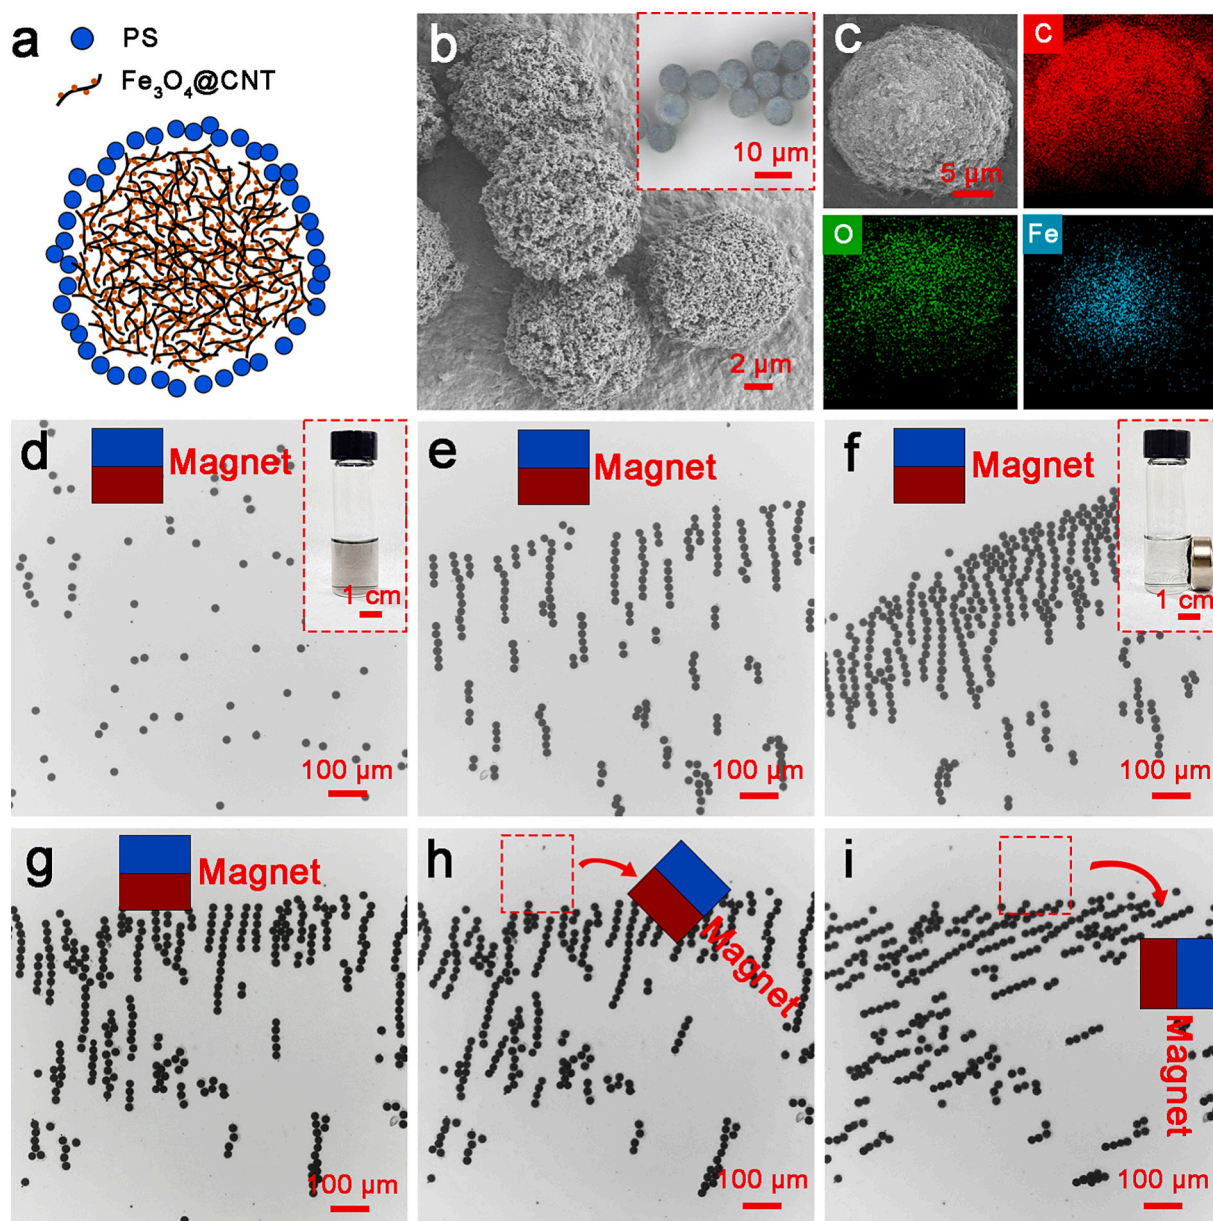 a
PS
Fe₃O₄@CNT
b
10 μm
2 μm
c
5 μm
C
O
Fe
d
Magnet
1 cm
100 μm
e
Magnet
100 μm
f
Magnet
1 cm
100 μm
g
Magnet
100 μm
h
Magnet
100 μm
i
Magnet
100 μm